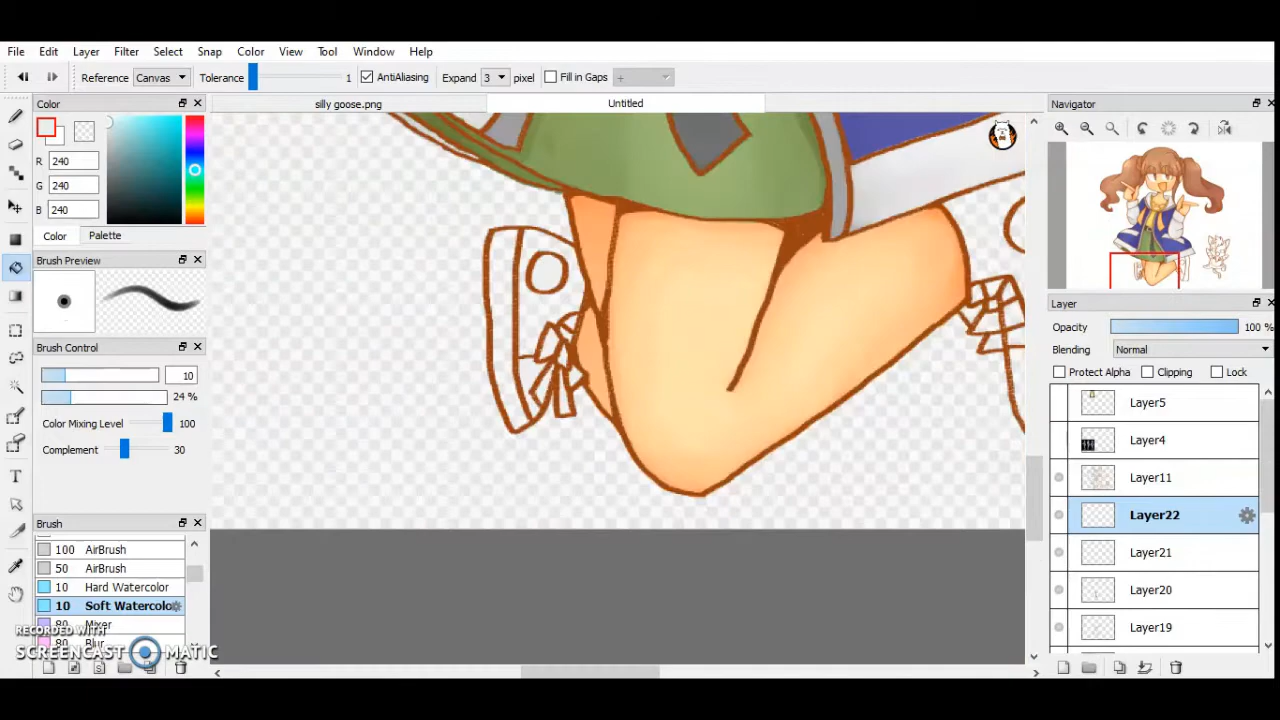 File Edit Layer Filter Select Snap Color View Tool Window Help
Reference Canvas Tolerance 1 AntiAliasing Expand 3 pixel Fill in Gaps +
Color silly goose.png Untitled Navigator
R 240
G 240
B 240
Color Palette
Brush Preview
Brush Control
10
24 %
Color Mixing Level 100
Complement 30
Brush
100 AirBrush
50 AirBrush
10 Hard Watercolor
10 Soft Watercolo
80 Mixer
80 Blur
RECORDED WITH
SCREENCAST MATIC
Layer
Opacity 100 %
Blending Normal
Protect Alpha Clipping Lock
Layer5
Layer4
Layer11
Layer22
Layer21
Layer20
Layer19